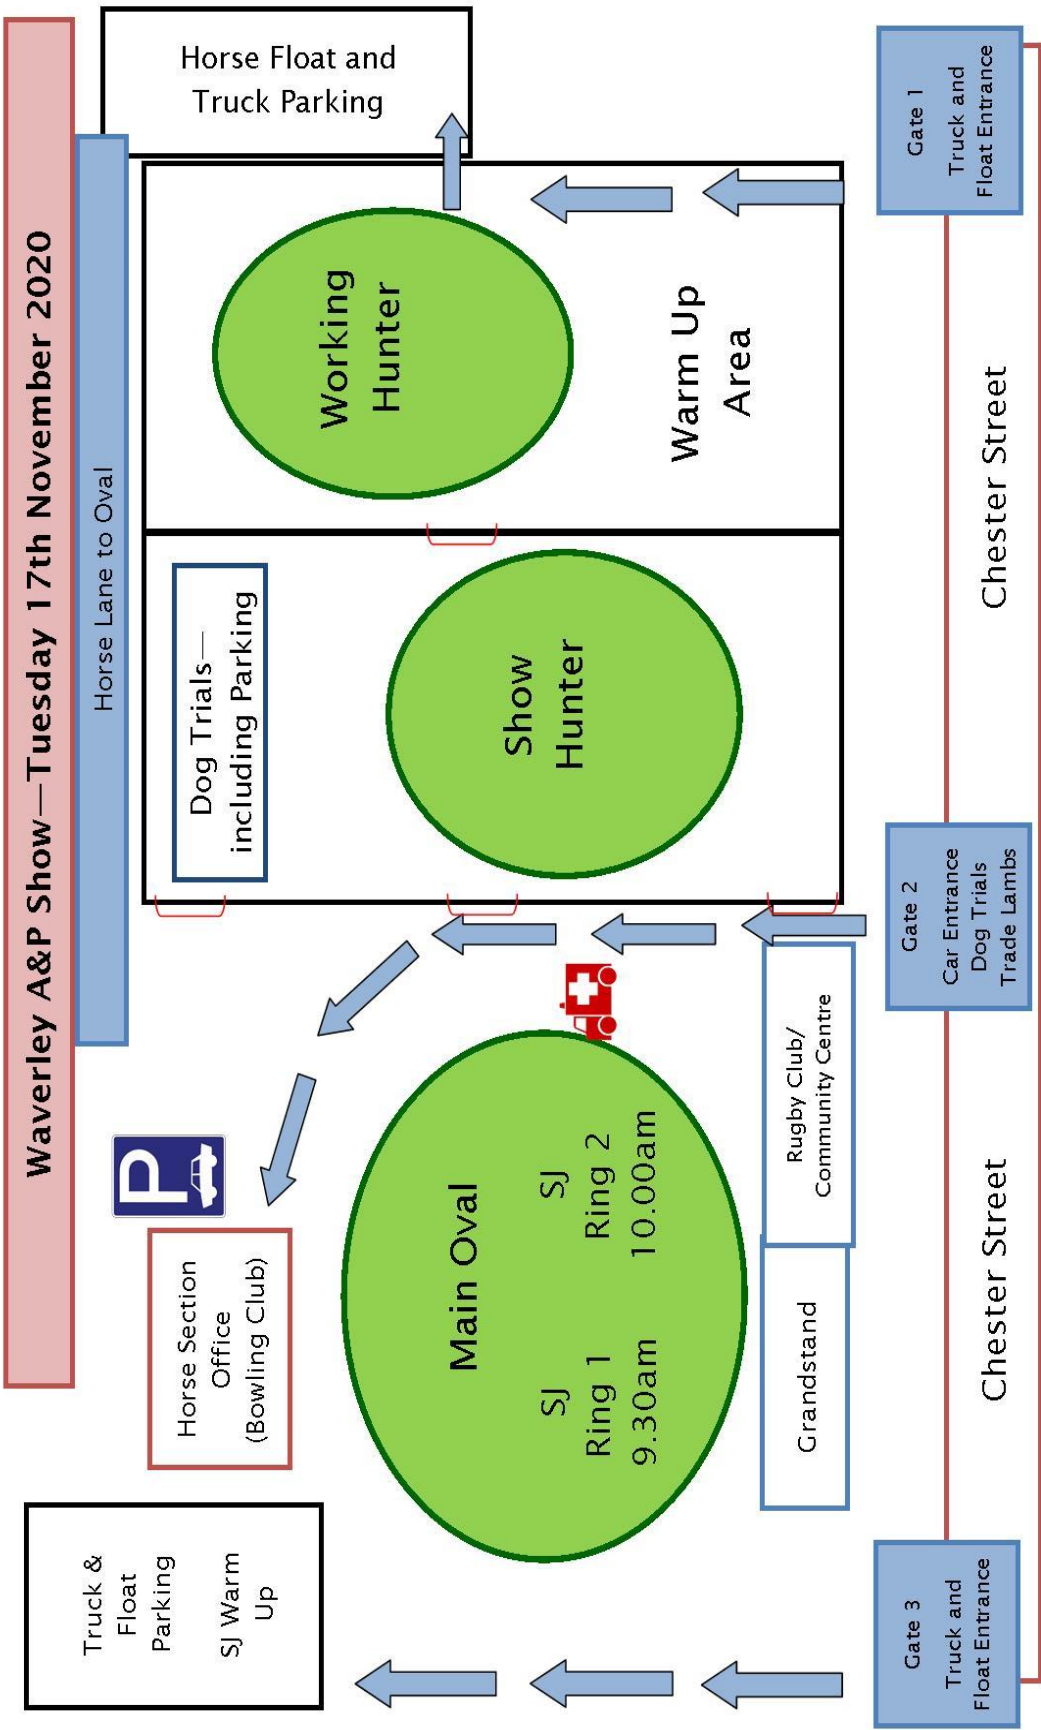 Waverley A&P Show—Tuesday 17th November 2020
Horse Lane to Oval
Horse Float and
Truck Parking
Truck &
Float
Parking
SJ Warm
Up
Horse Section
Office
(Bowling Club)
P
Dog Trials—
including Parking
Working
Hunter
Show
Hunter
Warm Up
Area
Main Oval
SJ
Ring 1
9.30am
SJ
Ring 2
10.00am
Grandstand
Rugby Club/
Community Centre
Gate 3
Truck and
Float Entrance
Chester Street
Gate 2
Car Entrance
Dog Trials
Trade Lambs
Chester Street
Gate 1
Truck and
Float Entrance